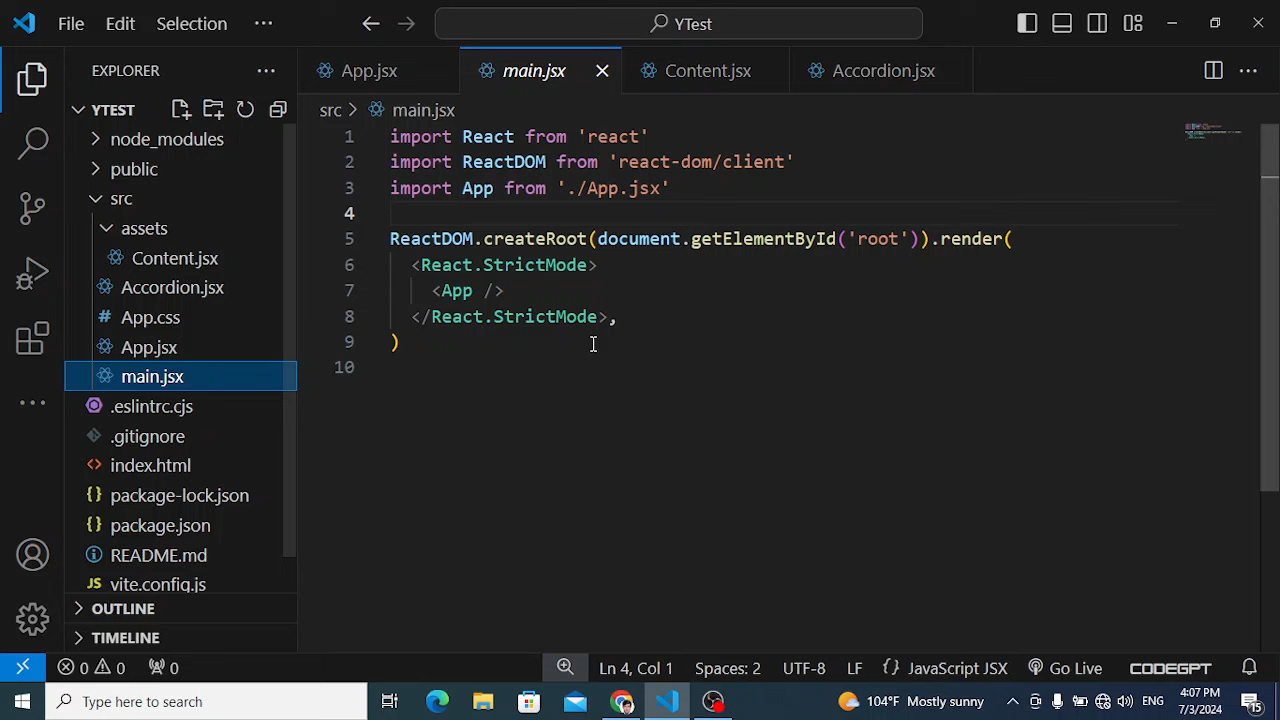 File Edit Selection ··· YTest
EXPLORER ···
App.jsx main.jsx Content.jsx Accordion.jsx ···
YTEST
node_modules
public
src
assets
Content.jsx
Accordion.jsx
App.css
App.jsx
main.jsx
.eslintrc.cjs
.gitignore
index.html
package-lock.json
package.json
README.md
vite.config.js
OUTLINE
TIMELINE
src > main.jsx
1 import React from 'react'
2 import ReactDOM from 'react-dom/client'
3 import App from './App.jsx'
4
5 ReactDOM.createRoot(document.getElementById('root')).render(
6 <React.StrictMode>
7 <App />
8 </React.StrictMode>,
9 )
10
0 0 0 Ln 4, Col 1 Spaces: 2 UTF-8 LF {} JavaScript JSX Go Live CODEGPT
Type here to search 104°F Mostly sunny ENG 4:07 PM
7/3/2024 15